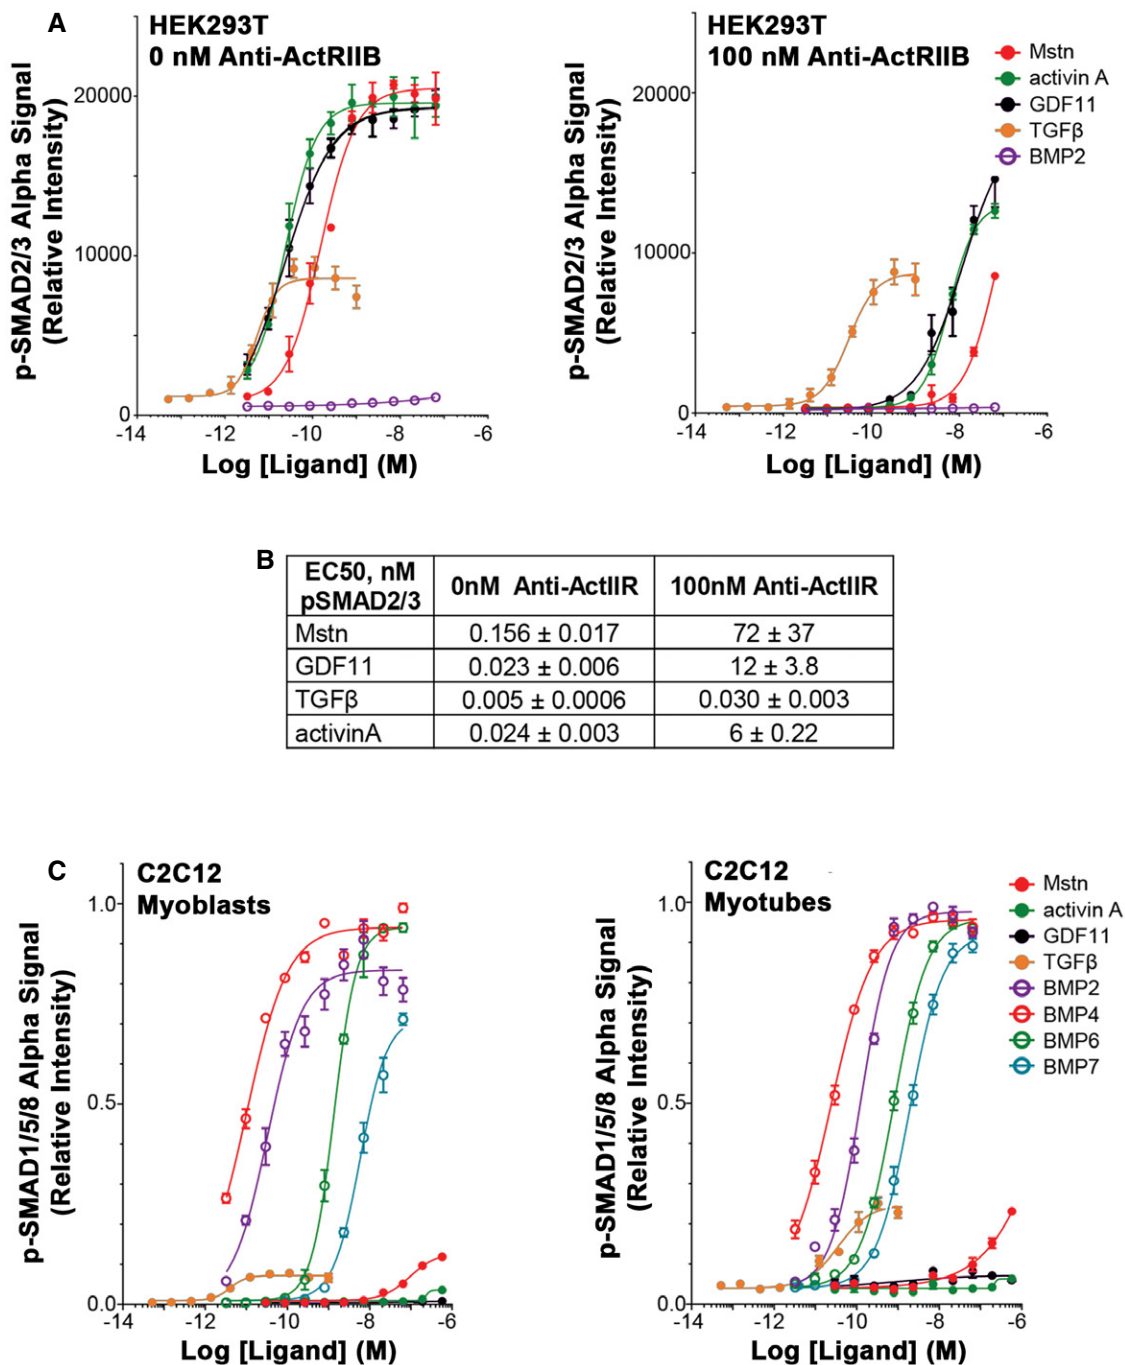 A
HEK293T
0 nM Anti-ActRIIB
p-SMAD2/3 Alpha Signal
(Relative Intensity)
20000
10000
0
-14
-12
-10
-8
-6
Log [Ligand] (M)
HEK293T
100 nM Anti-ActRIIB
p-SMAD2/3 Alpha Signal
(Relative Intensity)
20000
10000
0
-14
-12
-10
-8
-6
Log [Ligand] (M)
Mstn
activin A
GDF11
TGFβ
BMP2
B
EC50, nM pSMAD2/3 0nM Anti-ActIIR 100nM Anti-ActIIR
Mstn 0.156 ± 0.017 72 ± 37
GDF11 0.023 ± 0.006 12 ± 3.8
TGFβ 0.005 ± 0.0006 0.030 ± 0.003
activinA 0.024 ± 0.003 6 ± 0.22
C
C2C12
Myoblasts
p-SMAD1/5/8 Alpha Signal
(Relative Intensity)
1.0
0.5
0.0
-14
-12
-10
-8
-6
Log [Ligand] (M)
C2C12
Myotubes
p-SMAD1/5/8 Alpha Signal
(Relative Intensity)
1.0
0.5
0.0
-14
-12
-10
-8
-6
Log [Ligand] (M)
Mstn
activin A
GDF11
TGFβ
BMP2
BMP4
BMP6
BMP7